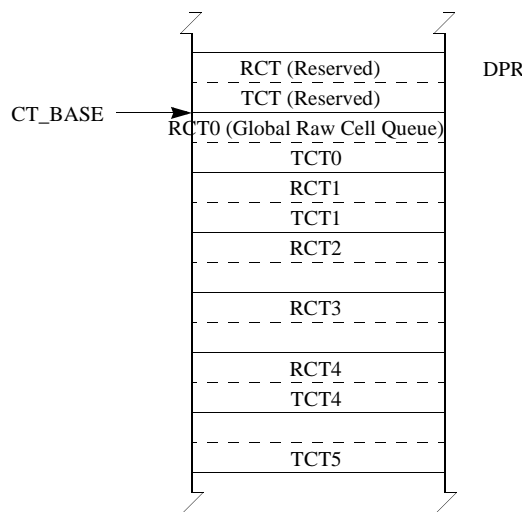 RCT (Reserved)
DPR
TCT (Reserved)
CT_BASE
RCT0 (Global Raw Cell Queue)
TCT0
RCT1
TCT1
RCT2
RCT3
RCT4
TCT4
TCT5